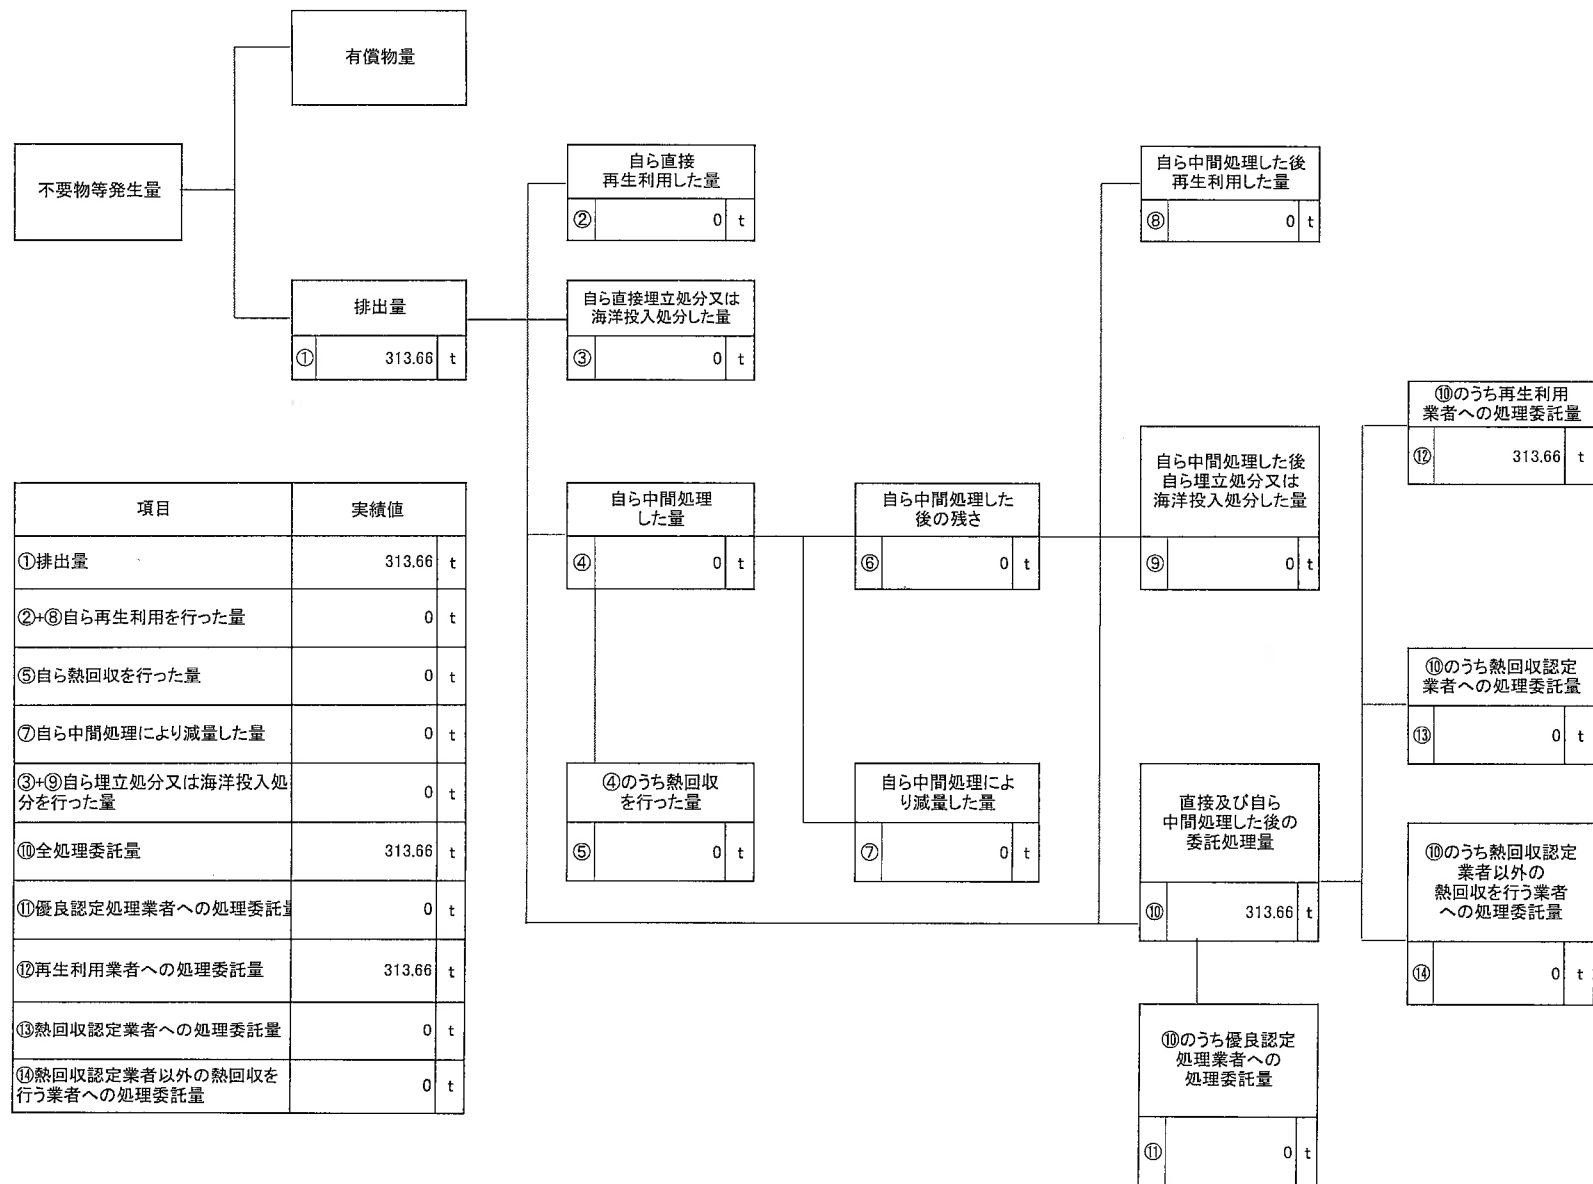 有償物量
不要物等発生量
排出量
① 313.66 t
自ら直接
再生利用した量
② 0 t
自ら直接埋立処分又は
海洋投入処分した量
③ 0 t
自ら中間処理
した量
④ 0 t
④のうち熱回収
を行った量
⑤ 0 t
自ら中間処理した
後の残さ
⑥ 0 t
自ら中間処理によ
り減量した量
⑦ 0 t
自ら中間処理した後
再生利用した量
⑧ 0 t
自ら中間処理した後
自ら埋立処分又は
海洋投入処分した量
⑨ 0 t
直接及び自ら
中間処理した後の
委託処理量
⑩ 313.66 t
⑩のうち優良認定
処理業者への
処理委託量
⑪ 0 t
⑩のうち再生利用
業者への処理委託量
⑫ 313.66 t
⑩のうち熱回収認定
業者への処理委託量
⑬ 0 t
⑩のうち熱回収認定
業者以外の
熱回収を行う業者
への処理委託量
⑭ 0 t
項目 実績値
①排出量 313.66 t
②+⑧自ら再生利用を行った量 0 t
⑤自ら熱回収を行った量 0 t
⑦自ら中間処理により減量した量 0 t
③+⑨自ら埋立処分又は海洋投入処
分を行った量 0 t
⑩全処理委託量 313.66 t
⑪優良認定処理業者への処理委託 0 t
⑫再生利用業者への処理委託量 313.66 t
⑬熱回収認定業者への処理委託量 0 t
⑭熱回収認定業者以外の熱回収を
行う業者への処理委託量 0 t